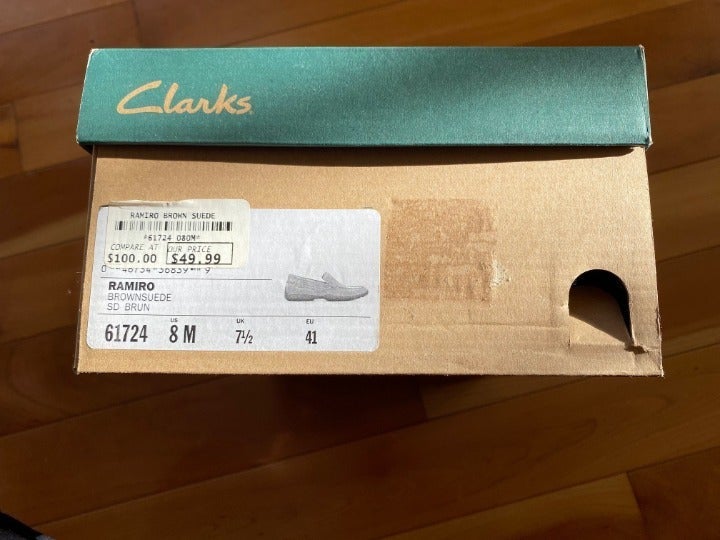 Clarks
RAMIRO BROWN SUEDE
*61724 080M*
COMPARE AT OUR PRICE
$100.00 $49.99
RAMIRO
BROWNSUEDE
SD BRUN
US UK EU
61724 8 M 7½ 41